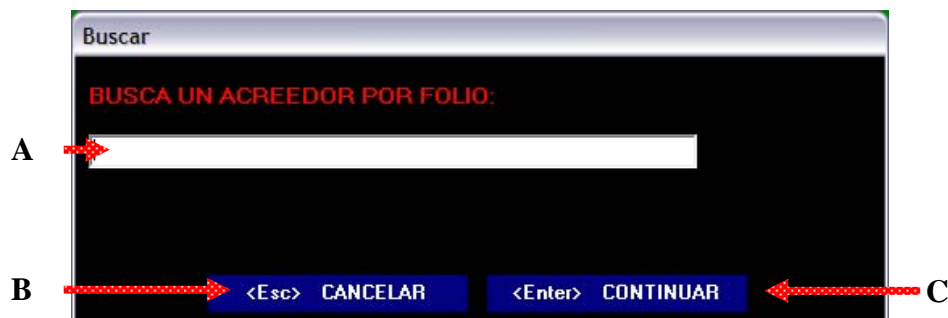 Buscar
BUSCA UN ACREEDOR POR FOLIO:
A
B <Esc> CANCELAR <Enter> CONTINUAR C